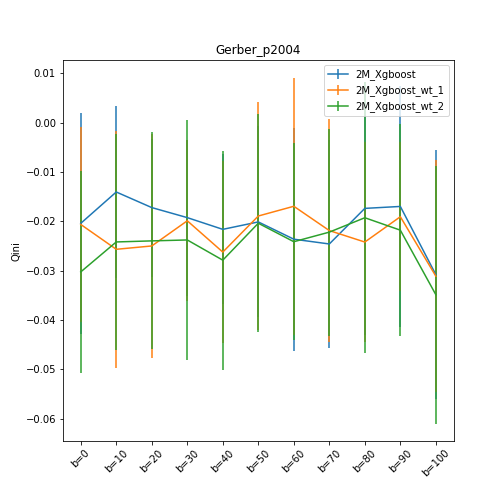 Gerber_p2004
2M_Xgboost
2M_Xgboost_wt_1
2M_Xgboost_wt_2
0.01
0.00
−0.01
−0.02
−0.03
−0.04
−0.05
−0.06
Qini
b=0
b=10
b=20
b=30
b=40
b=50
b=60
b=70
b=80
b=90
b=100